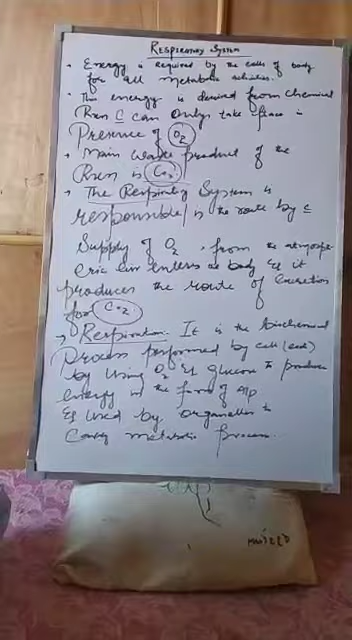 Respiratory System
• Energy is required by the cells of body
for all metabolic activities.
• This energy is derived from chemical
Rxn C can only take place in
Presence of O2
• Main waste product of the
Rxn is Co2
• The Respiratory System is
responsible is the route by C
Supply of O2, from the atmosph
eric air enters the body & it
produces the route of Excretion
for Co2
→ Respiration: It is the biochemical
Process performed by cell (each)
by Using O2 & glucose to produce
energy in the form of ATP
& Used by organelles to
Carry metabolic process.